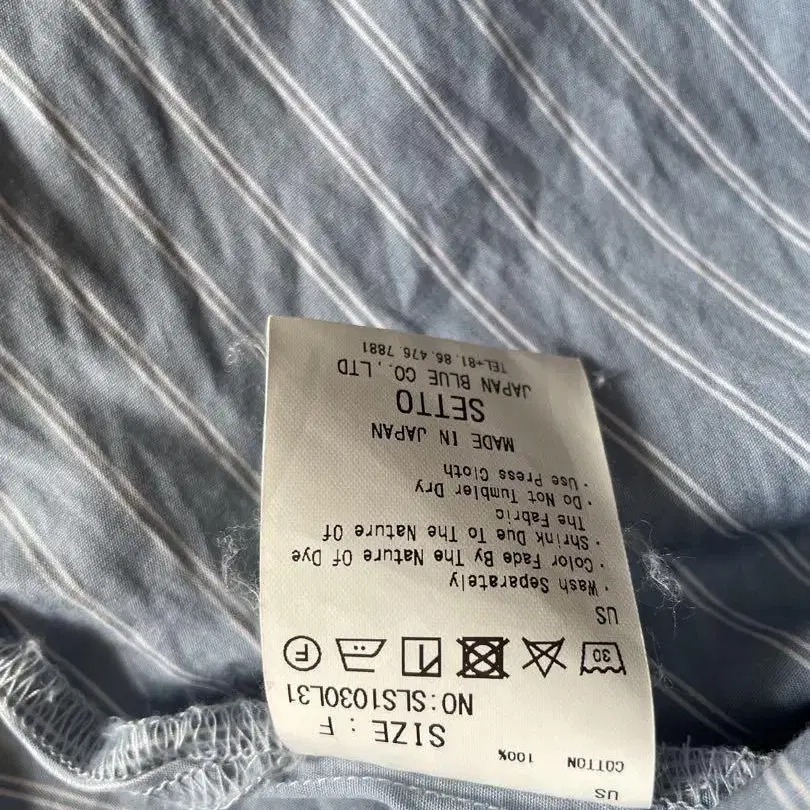 US
COTTON 100%
SIZE : F
NO:SLS1030L31
30
F
US
· Wash Separately
· Color Fade By The Nature Of Dye
· Shrink Due To The Nature Of
The Fabric
· Do Not Tumbler Dry
· Use Press Cloth
MADE IN JAPAN
SETTO
JAPAN BLUE CO., LTD
TEL+81.86.476.7881